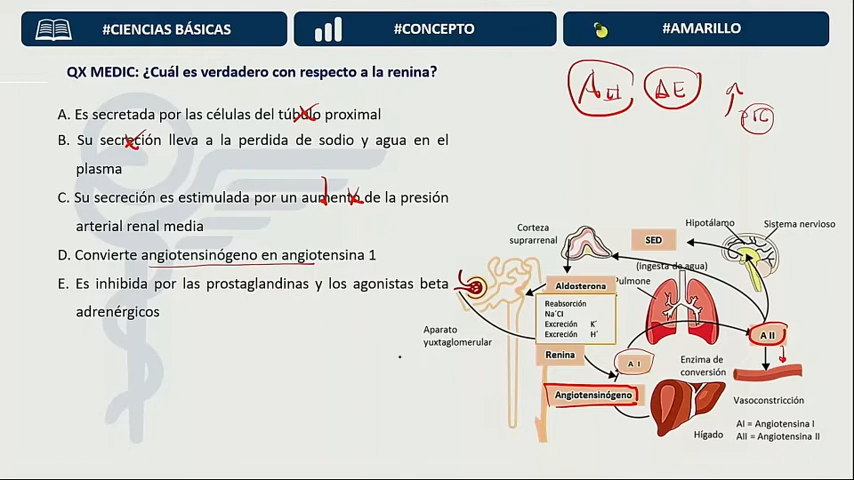 #CIENCIAS BÁSICAS
#CONCEPTO
#AMARILLO
QX MEDIC: ¿Cuál es verdadero con respecto a la renina?
A. Es secretada por las células del túbulo proximal
B. Su secreción lleva a la perdida de sodio y agua en el
plasma
C. Su secreción es estimulada por un aumento de la presión
arterial renal media
D. Convierte angiotensinógeno en angiotensina 1
E. Es inhibida por las prostaglandinas y los agonistas beta
adrenérgicos
Corteza
suprarrenal
SED
(ingesta de agua)
Hipotálamo
Sistema nervioso
Aldosterona
Reabsorción
Na⁺Cl
Excreción K⁺
Excreción H⁺
Pulmone
Aparato
yuxtaglomerular
Renina
A I
A II
Enzima de
conversión
Angiotensinógeno
Vasoconstricción
Hígado
AI = Angiotensina I
AII = Angiotensina II